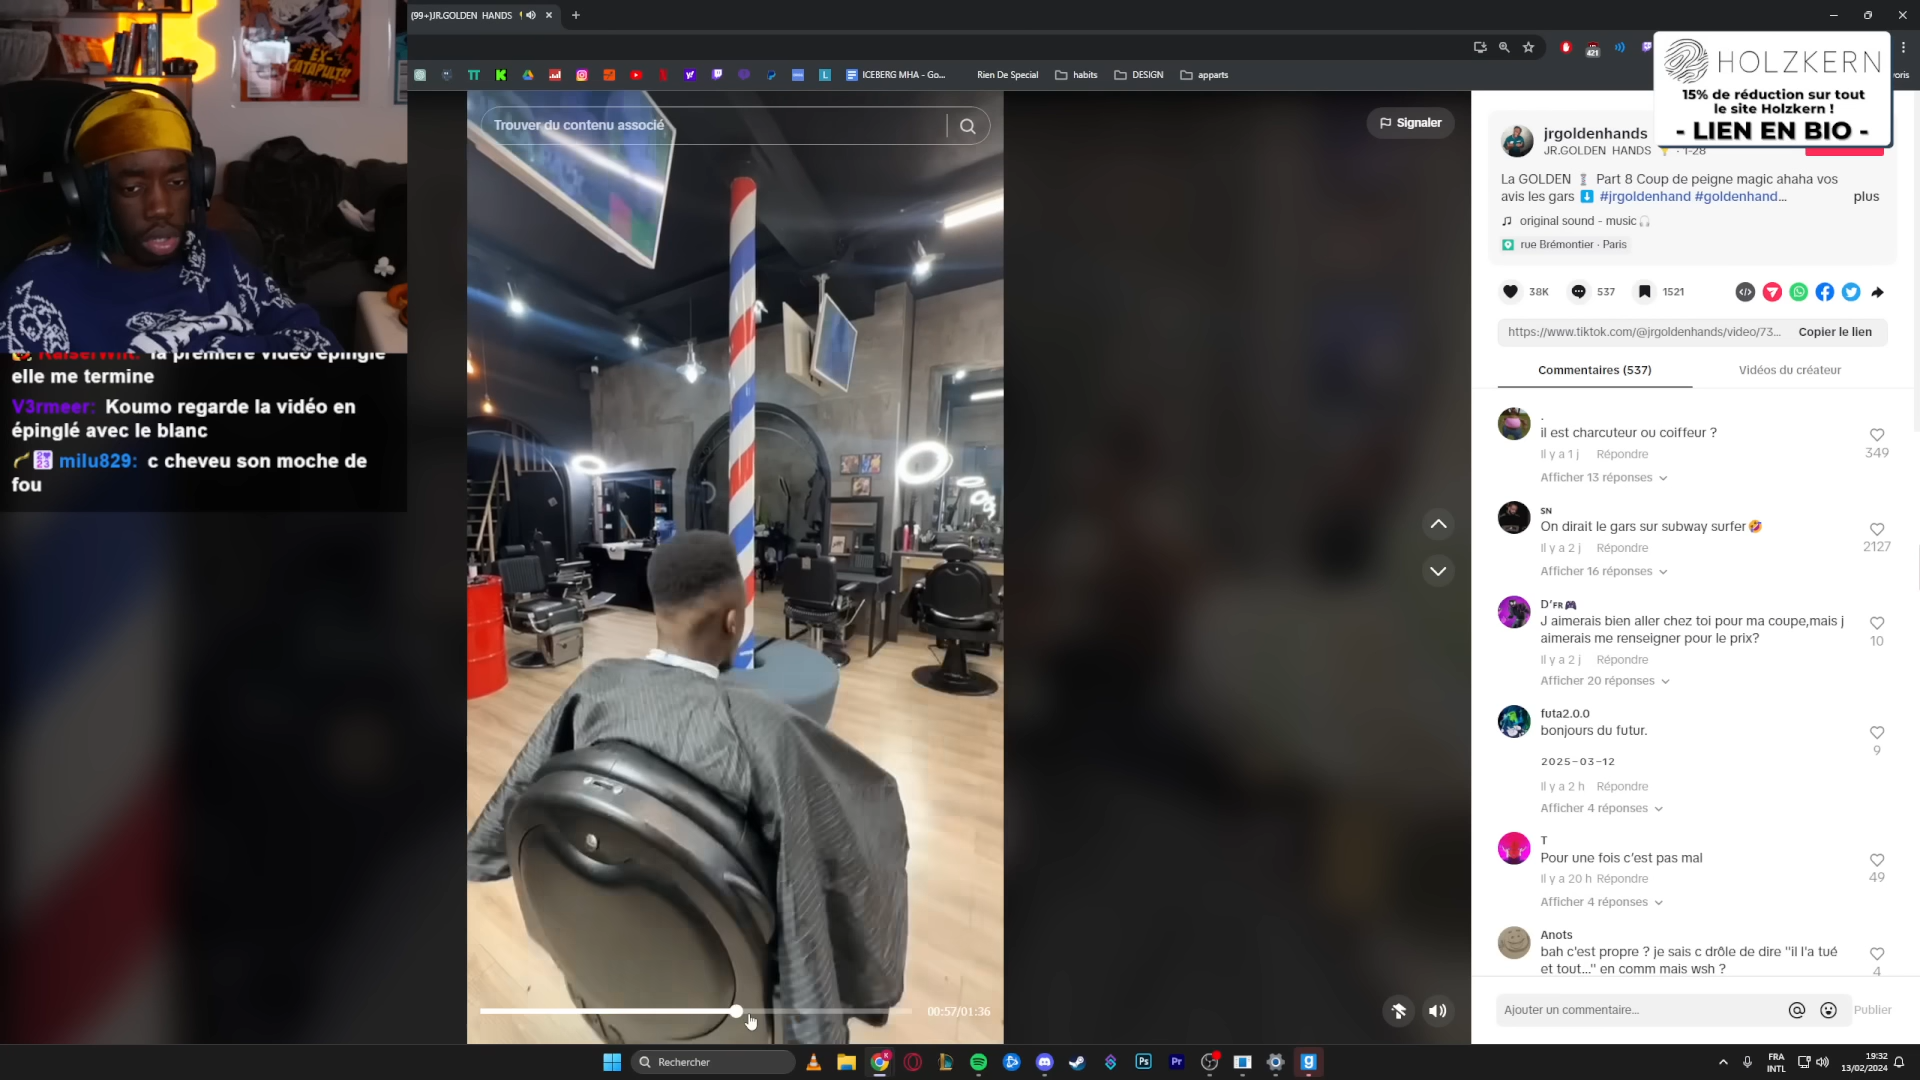 EX-
CATAPULT!!
KaiserWilt: la première vidéo épinglé
elle me termine
V3rmeer: Koumo regarde la vidéo en
épinglé avec le blanc
milu829: c cheveu son moche de
fou
(99+)JR.GOLDEN HANDS
421
ICEBERG MHA - Go...
Rien De Special
habits
DESIGN
apparts
HOLZKERN
15% de réduction sur tout
le site Holzkern !
- LIEN EN BIO -
Trouver du contenu associé
Signaler
jrgoldenhands
JR.GOLDEN HANDS · 1-28
La GOLDEN Part 8 Coup de peigne magic ahaha vos
avis les gars ⬇️ #jrgoldenhand #goldenhand...
plus
original sound - music🎧
rue Brémontier · Paris
38K
537
1521
https://www.tiktok.com/@jrgoldenhands/video/73...
Copier le lien
Commentaires (537)
Vidéos du créateur
.
il est charcuteur ou coiffeur ?
Il y a 1 j Répondre
349
Afficher 13 réponses
SN
On dirait le gars sur subway surfer🤣
Il y a 2 j Répondre
2127
Afficher 16 réponses
D'FR🎮
J aimerais bien aller chez toi pour ma coupe,mais j
aimerais me renseigner pour le prix?
10
Il y a 2 j Répondre
Afficher 20 réponses
futa2.0.0
bonjours du futur.
2025-03-12
9
Il y a 2 h Répondre
Afficher 4 réponses
T
Pour une fois c'est pas mal
Il y a 20 h Répondre
49
Afficher 4 réponses
Anots
bah c'est propre ? je sais c drôle de dire "il l'a tué
et tout..." en comm mais wsh ?
4
00:57/01:36
Ajouter un commentaire...
Publier
Rechercher
FRA
INTL
19:32
13/02/2024